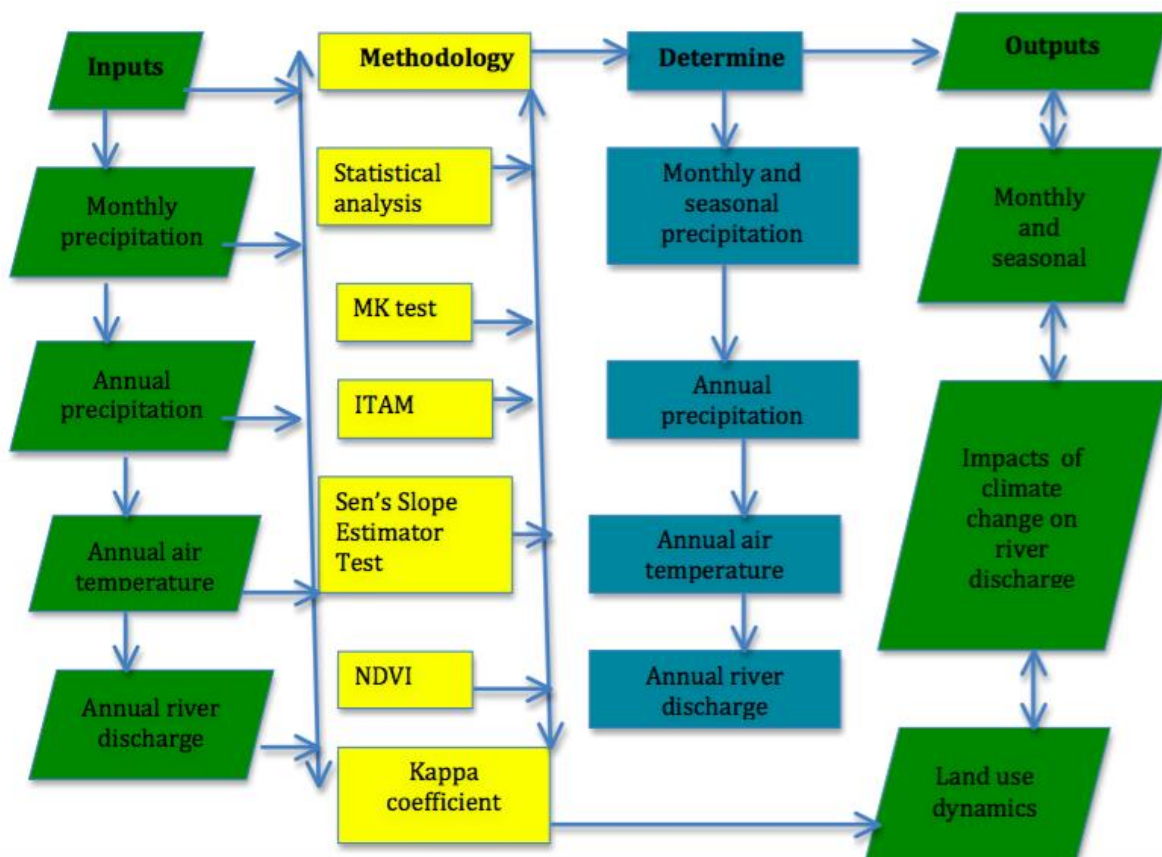 Inputs
Monthly
precipitation
Annual
precipitation
Annual air
temperature
Annual river
discharge
Methodology
Statistical
analysis
MK test
ITAM
Sen's Slope
Estimator
Test
NDVI
Kappa
coefficient
Determine
Monthly and
seasonal
precipitation
Annual
precipitation
Annual air
temperature
Annual river
discharge
Outputs
Monthly
and
seasonal
Impacts of
climate
change on
river
discharge
Land use
dynamics